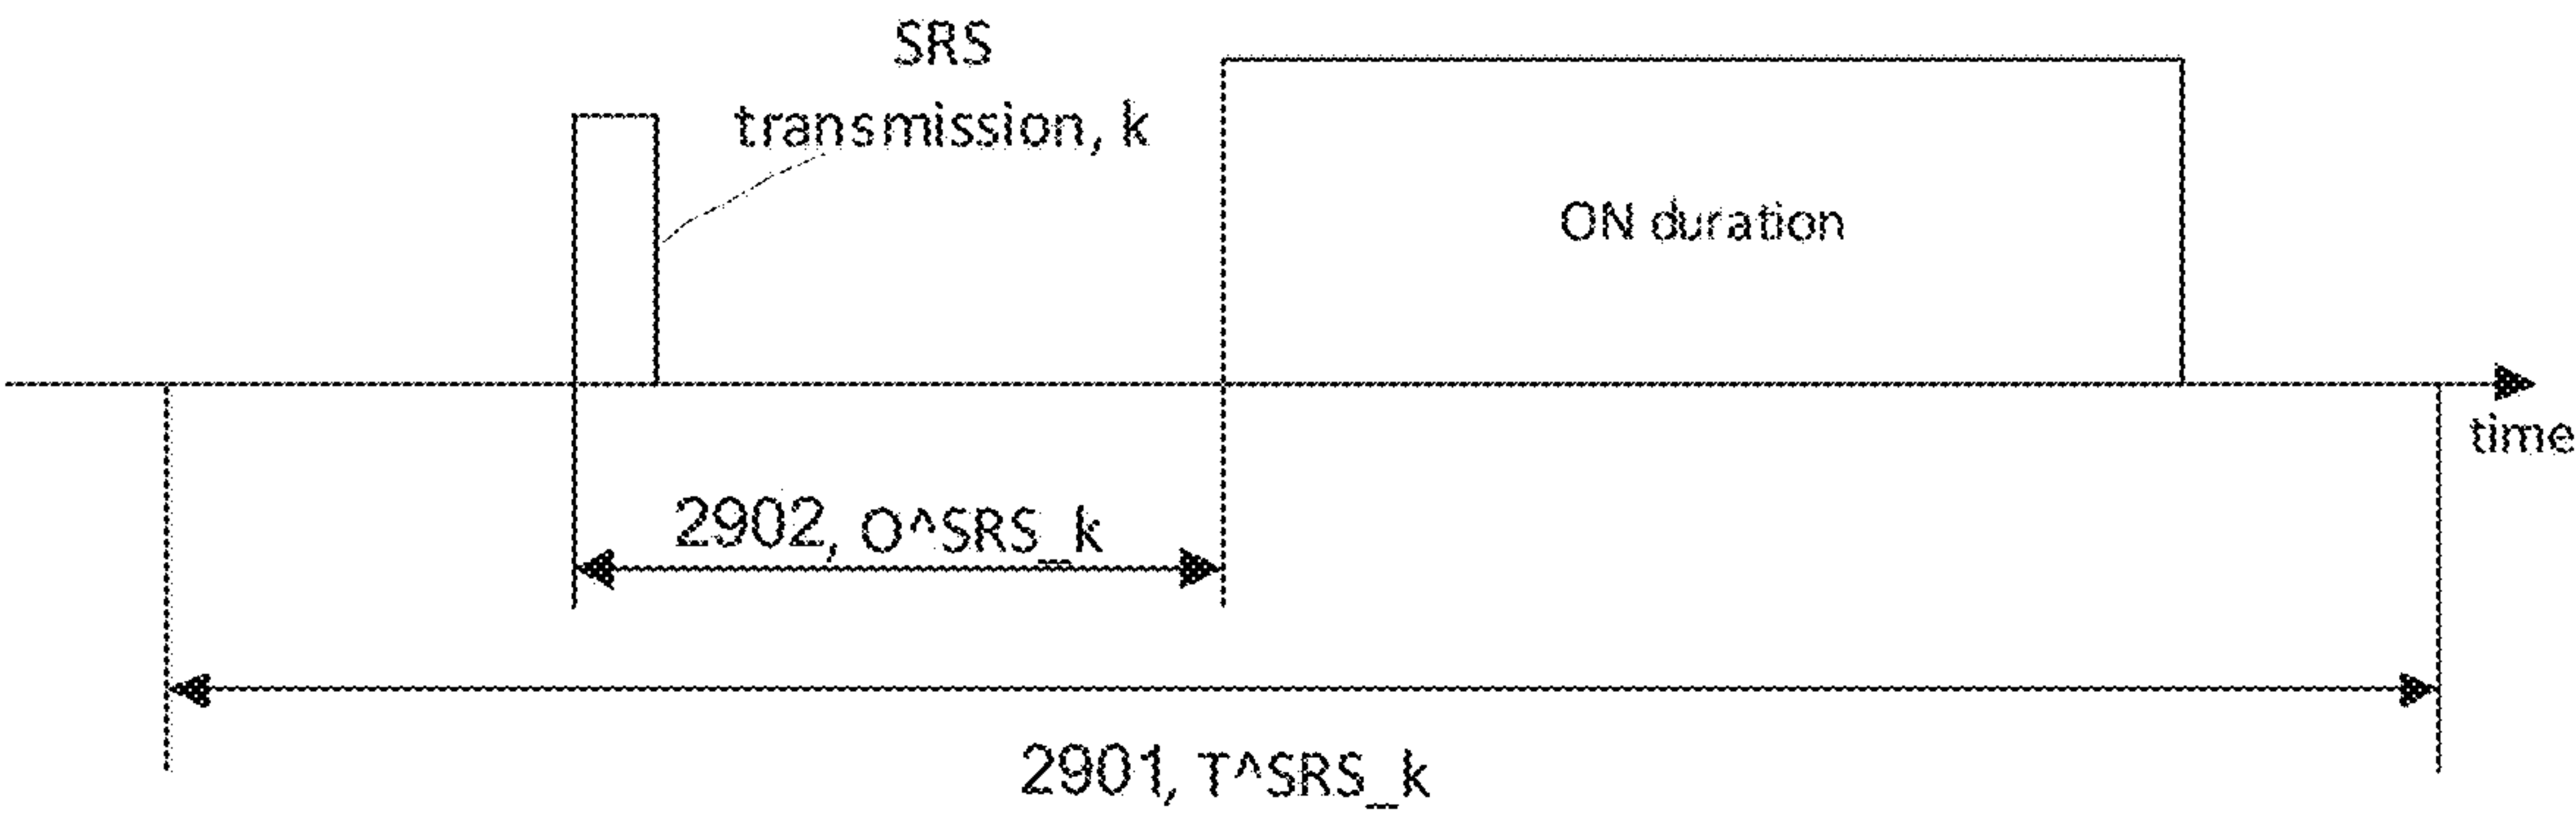 SRS
transmission, k
ON duration
time
2902, O^SRS_k
2901, T^SRS_k